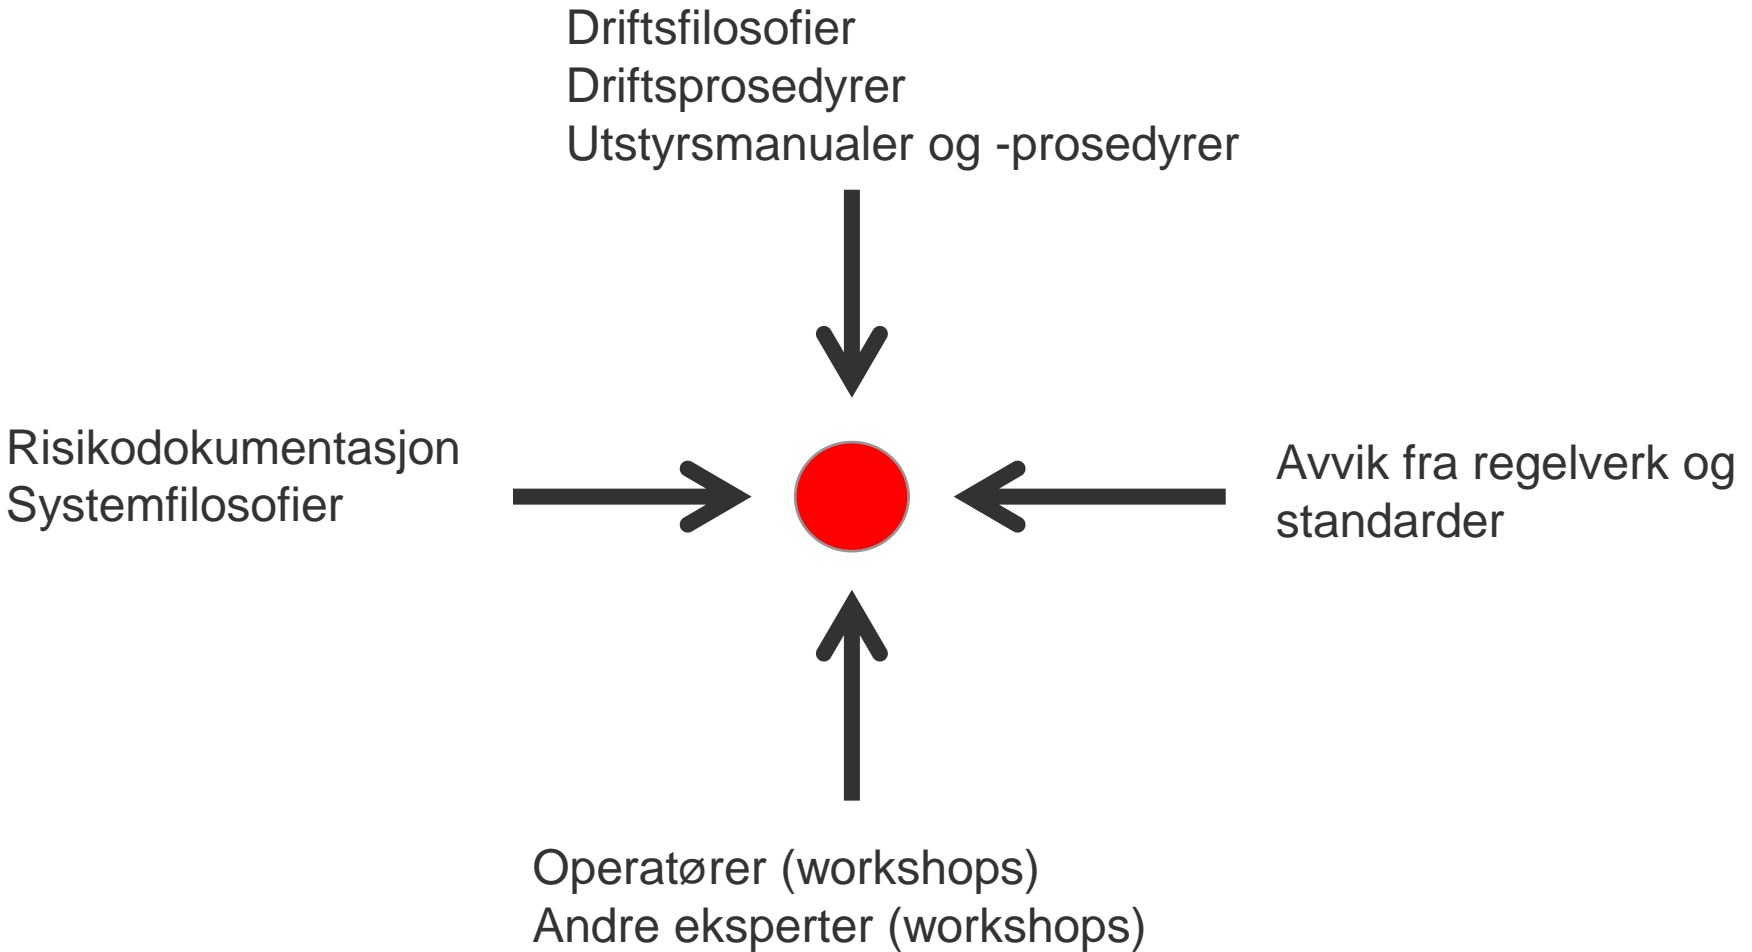 Driftsfilosofier
Driftsprosedyrer
Utstyrsmanualer og -prosedyrer
Risikodokumentasjon
Systemfilosofier
Avvik fra regelverk og
standarder
Operatører (workshops)
Andre eksperter (workshops)